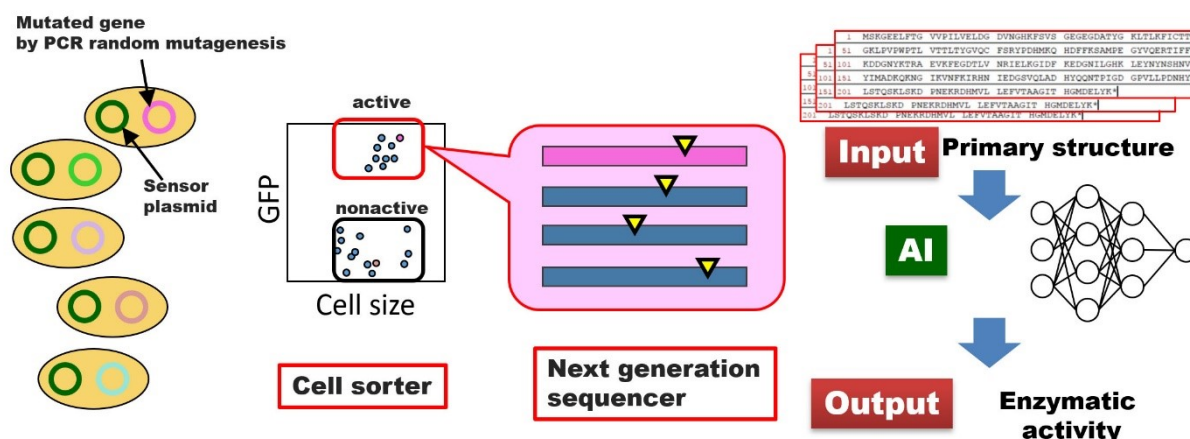 Mutated gene
by PCR random mutagenesis
Sensor
plasmid
active
nonactive
GFP
Cell size
Cell sorter
Next generation
sequencer
1 MSKGEELFTG VVPILVELDG DVNGHKFSVS GEGEGDATYG KLTLKFICTT
51 GKLPVPWPTL VTTLTYGVQCF SRYPDHMKQ HDFFKSAMPE GYVQERTIFF
101 KDDGNYKTRA EVKFEGDTLV NRIELKGIDF KEDGNILGHK LEYNYNSHNV
151 YIMADKQKNG IKVNFKIRHN IEDGSVQLAD HYQQNTPIGD GPVLLPDNHY
201 LSTQSKLSKD PNEKRDHMVL LEFVTAAGIT HGMDELYK*
201 LSTQSKLSKD PNEKRDHMVL LEFVTAAGIT HGMDELYK*
201 LSTQSKLSKD PNEKRDHMVL LEFVTAAGIT HGMDELYK*
Input
Primary structure
AI
Output
Enzymatic
activity